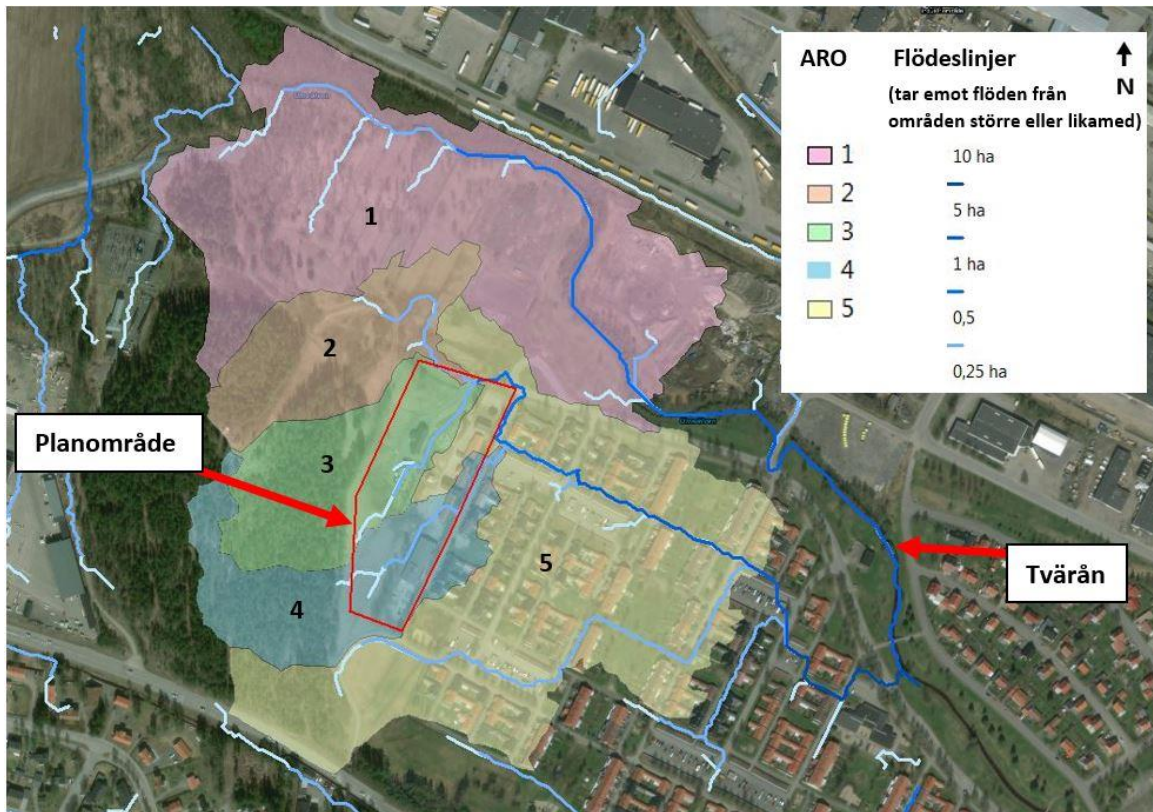 ARO
Flödeslinjer
N
(tar emot flöden från
områden större eller likamed)
1
10 ha
2
5 ha
3
1 ha
4
0,5
5
0,25 ha
1
2
3
Planområde
4
5
Tvärån